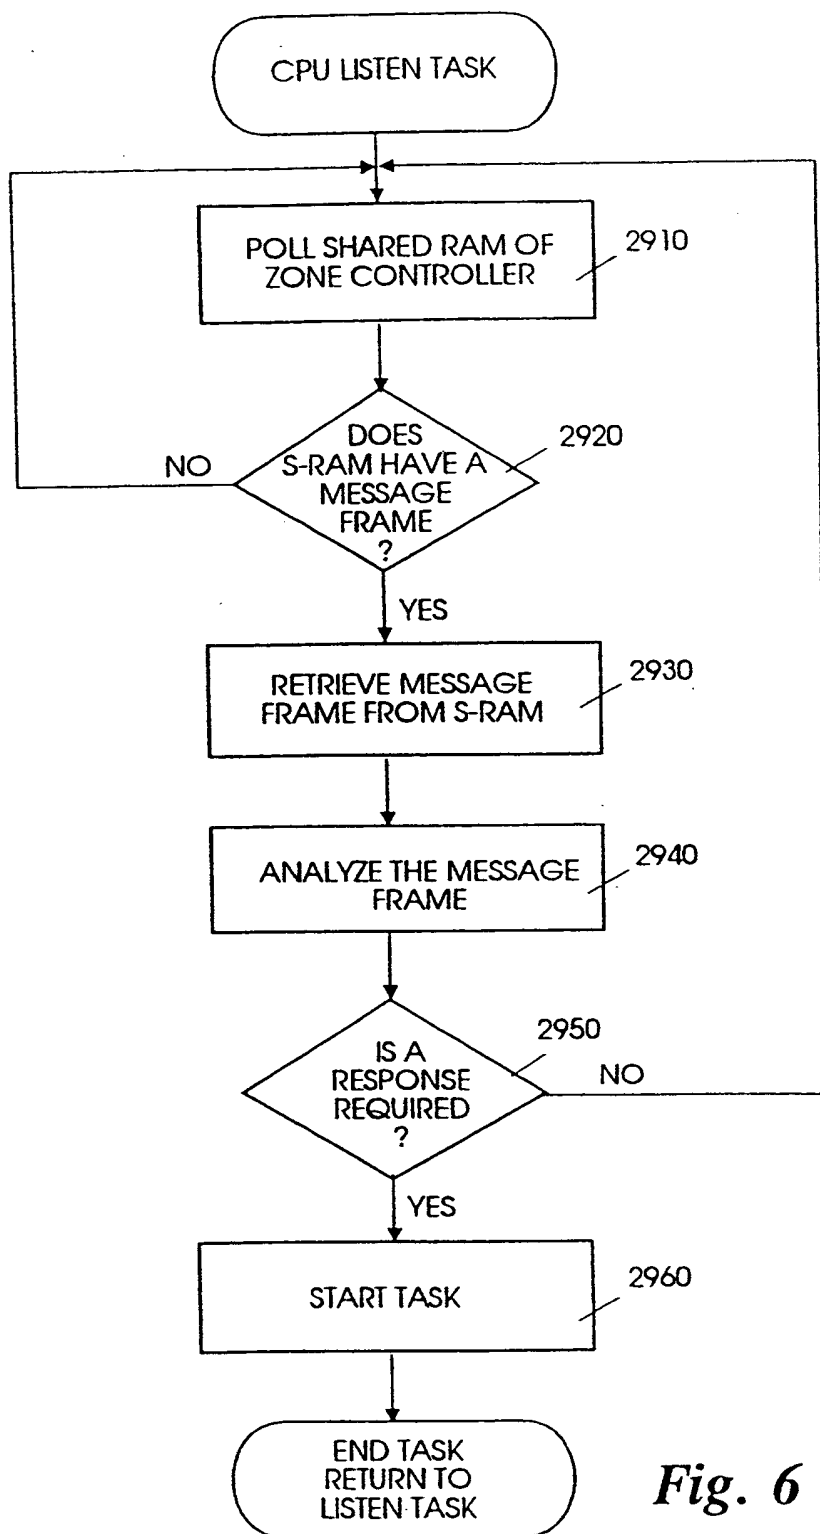 CPU LISTEN TASK
POLL SHARED RAM OF
ZONE CONTROLLER
2910
DOES
S-RAM HAVE A
MESSAGE
FRAME
?
2920
NO
YES
RETRIEVE MESSAGE
FRAME FROM S-RAM
2930
ANALYZE THE MESSAGE
FRAME
2940
IS A
RESPONSE
REQUIRED
?
2950
NO
YES
START TASK
2960
END TASK
RETURN TO
LISTEN TASK
Fig. 6